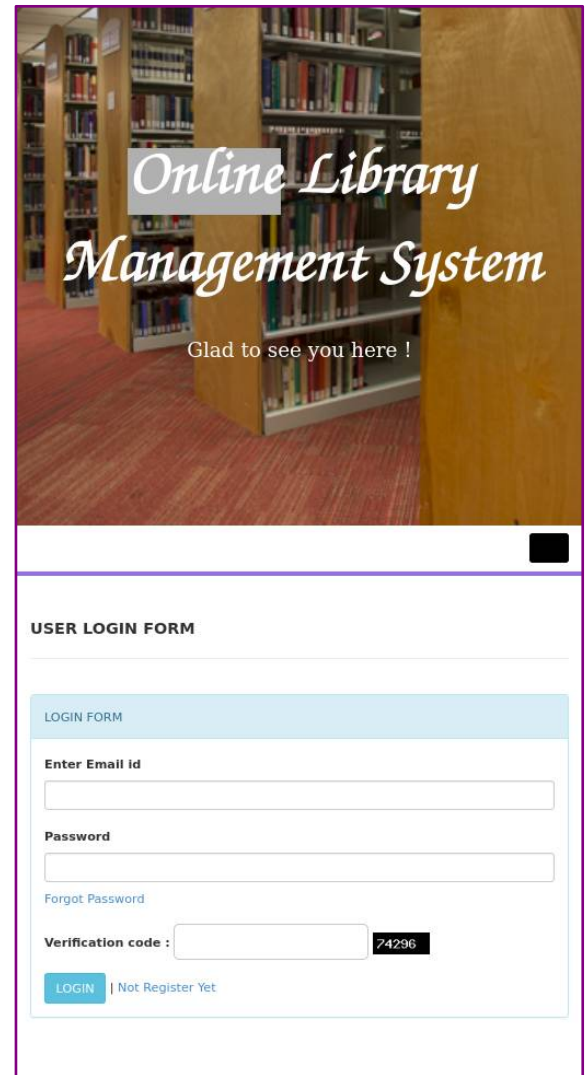 Online Library
Management System
Glad to see you here !
USER LOGIN FORM
LOGIN FORM
Enter Email id
Password
Forgot Password
Verification code : 74296
LOGIN | Not Register Yet